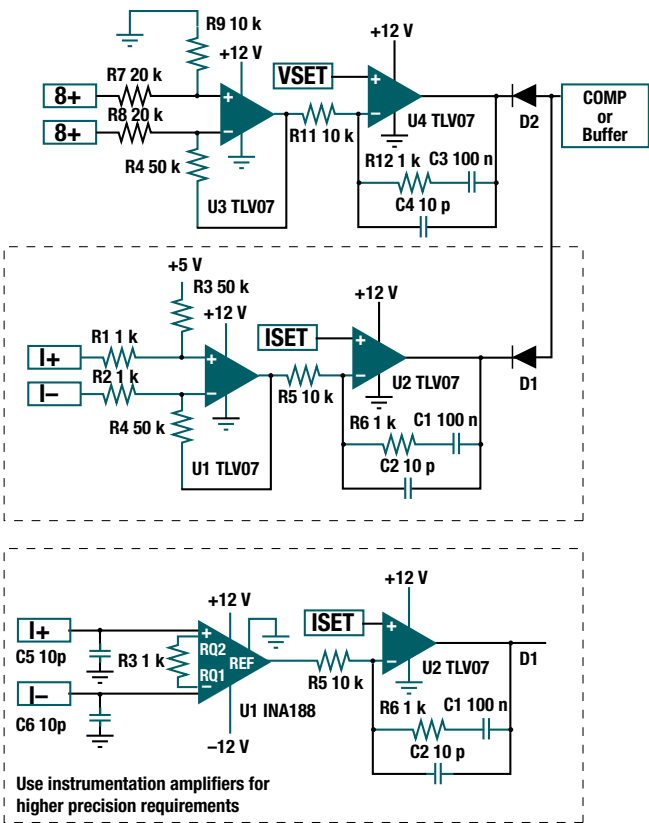 R9 10 k
+12 V
+12 V
R7 20 k
VSET
8+
+
+
COMP
or
Buffer
R8 20 k
8+
−
−
R11 10 k
U4 TLV07
D2
R4 50 k
R12 1 k
C3 100 n
C4 10 p
U3 TLV07
+5 V
R3 50 k
+12 V
+12 V
ISET
R1 1 k
I+
+
+
R2 1 k
I−
−
−
R5 10 k
U2 TLV07
D1
R4 50 k
R6 1 k
C1 100 n
C2 10 p
U1 TLV07
+12 V
+12 V
I+
ISET
+
+
C5 10p
R3 1 k
RQ2
REF
RQ1
−
−
U2 TLV07
D1
I−
R5 10 k
C6 10p
U1 INA188
R6 1 k
C1 100 n
−12 V
C2 10 p
Use instrumentation amplifiers for
higher precision requirements